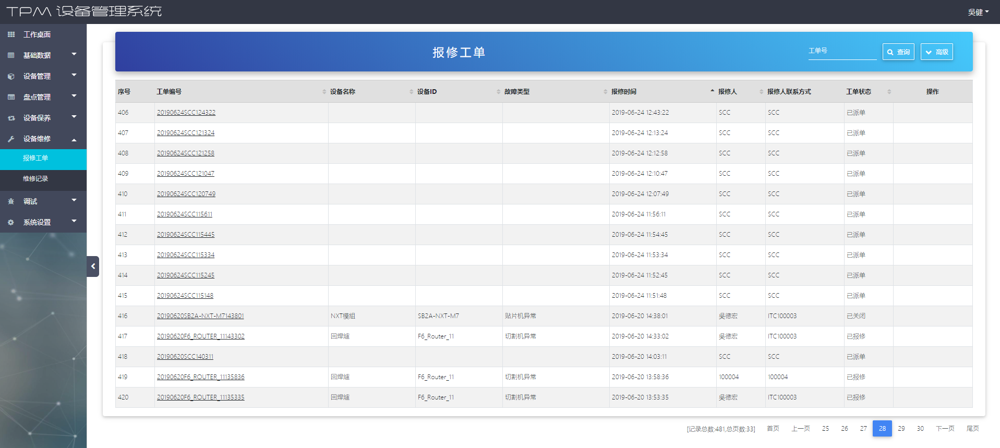 TPM 设备管理系统
吳健
工作桌面
基础数据
设备管理
盘点管理
设备保养
设备维修
报修工单
维修记录
调试
系统设置
报修工单
工单号
查询
高级
序号 工单编号 设备名称 设备ID 故障类型 报修时间 报修人 报修人联系方式 工单状态 操作
406 20190624SCC124322 2019-06-24 12:43:22 SCC SCC 已派单
407 20190624SCC121324 2019-06-24 12:13:24 SCC SCC 已派单
408 20190624SCC121258 2019-06-24 12:12:58 SCC SCC 已派单
409 20190624SCC121047 2019-06-24 12:10:47 SCC SCC 已派单
410 20190624SCC120749 2019-06-24 12:07:49 SCC SCC 已派单
411 20190624SCC115611 2019-06-24 11:56:11 SCC SCC 已派单
412 20190624SCC115445 2019-06-24 11:54:45 SCC SCC 已派单
413 20190624SCC115334 2019-06-24 11:53:34 SCC SCC 已派单
414 20190624SCC115245 2019-06-24 11:52:45 SCC SCC 已派单
415 20190624SCC115148 2019-06-24 11:51:48 SCC SCC 已派单
416 20190620SB2A-NXT-M7143801 NXT模組 SB2A-NXT-M7 贴片机异常 2019-06-20 14:38:01 吳德宏 ITC100003 已关闭
417 20190620F6_ROUTER_11143302 回焊爐 F6_Router_11 切割机异常 2019-06-20 14:33:02 吳德宏 ITC100003 已报修
418 20190620SCC140311 2019-06-20 14:03:11 SCC SCC 已派单
419 20190620F6_ROUTER_11135836 回焊爐 F6_Router_11 切割机异常 2019-06-20 13:58:36 100004 100004 已报修
420 20190620F6_ROUTER_11135335 回焊爐 F6_Router_11 切割机异常 2019-06-20 13:53:35 吳德宏 ITC100003 已报修
[记录总数:481,总页数:33] 首页 上一页 25 26 27 28 29 30 下一页 尾页